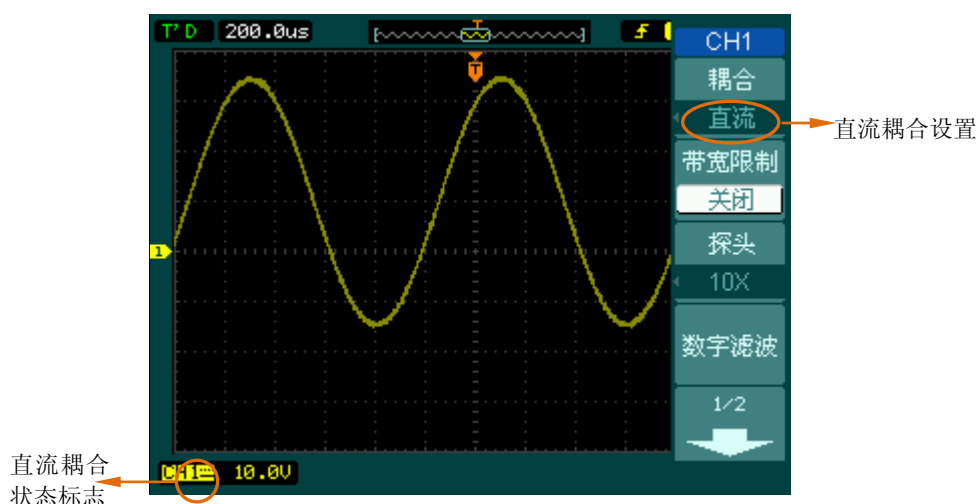 T'D 200.0us T f
CH1
耦合
直流
直流耦合设置
带宽限制
关闭
探头
10X
数字滤波
1/2
T
1
CH1 10.0V
直流耦合
状态标志